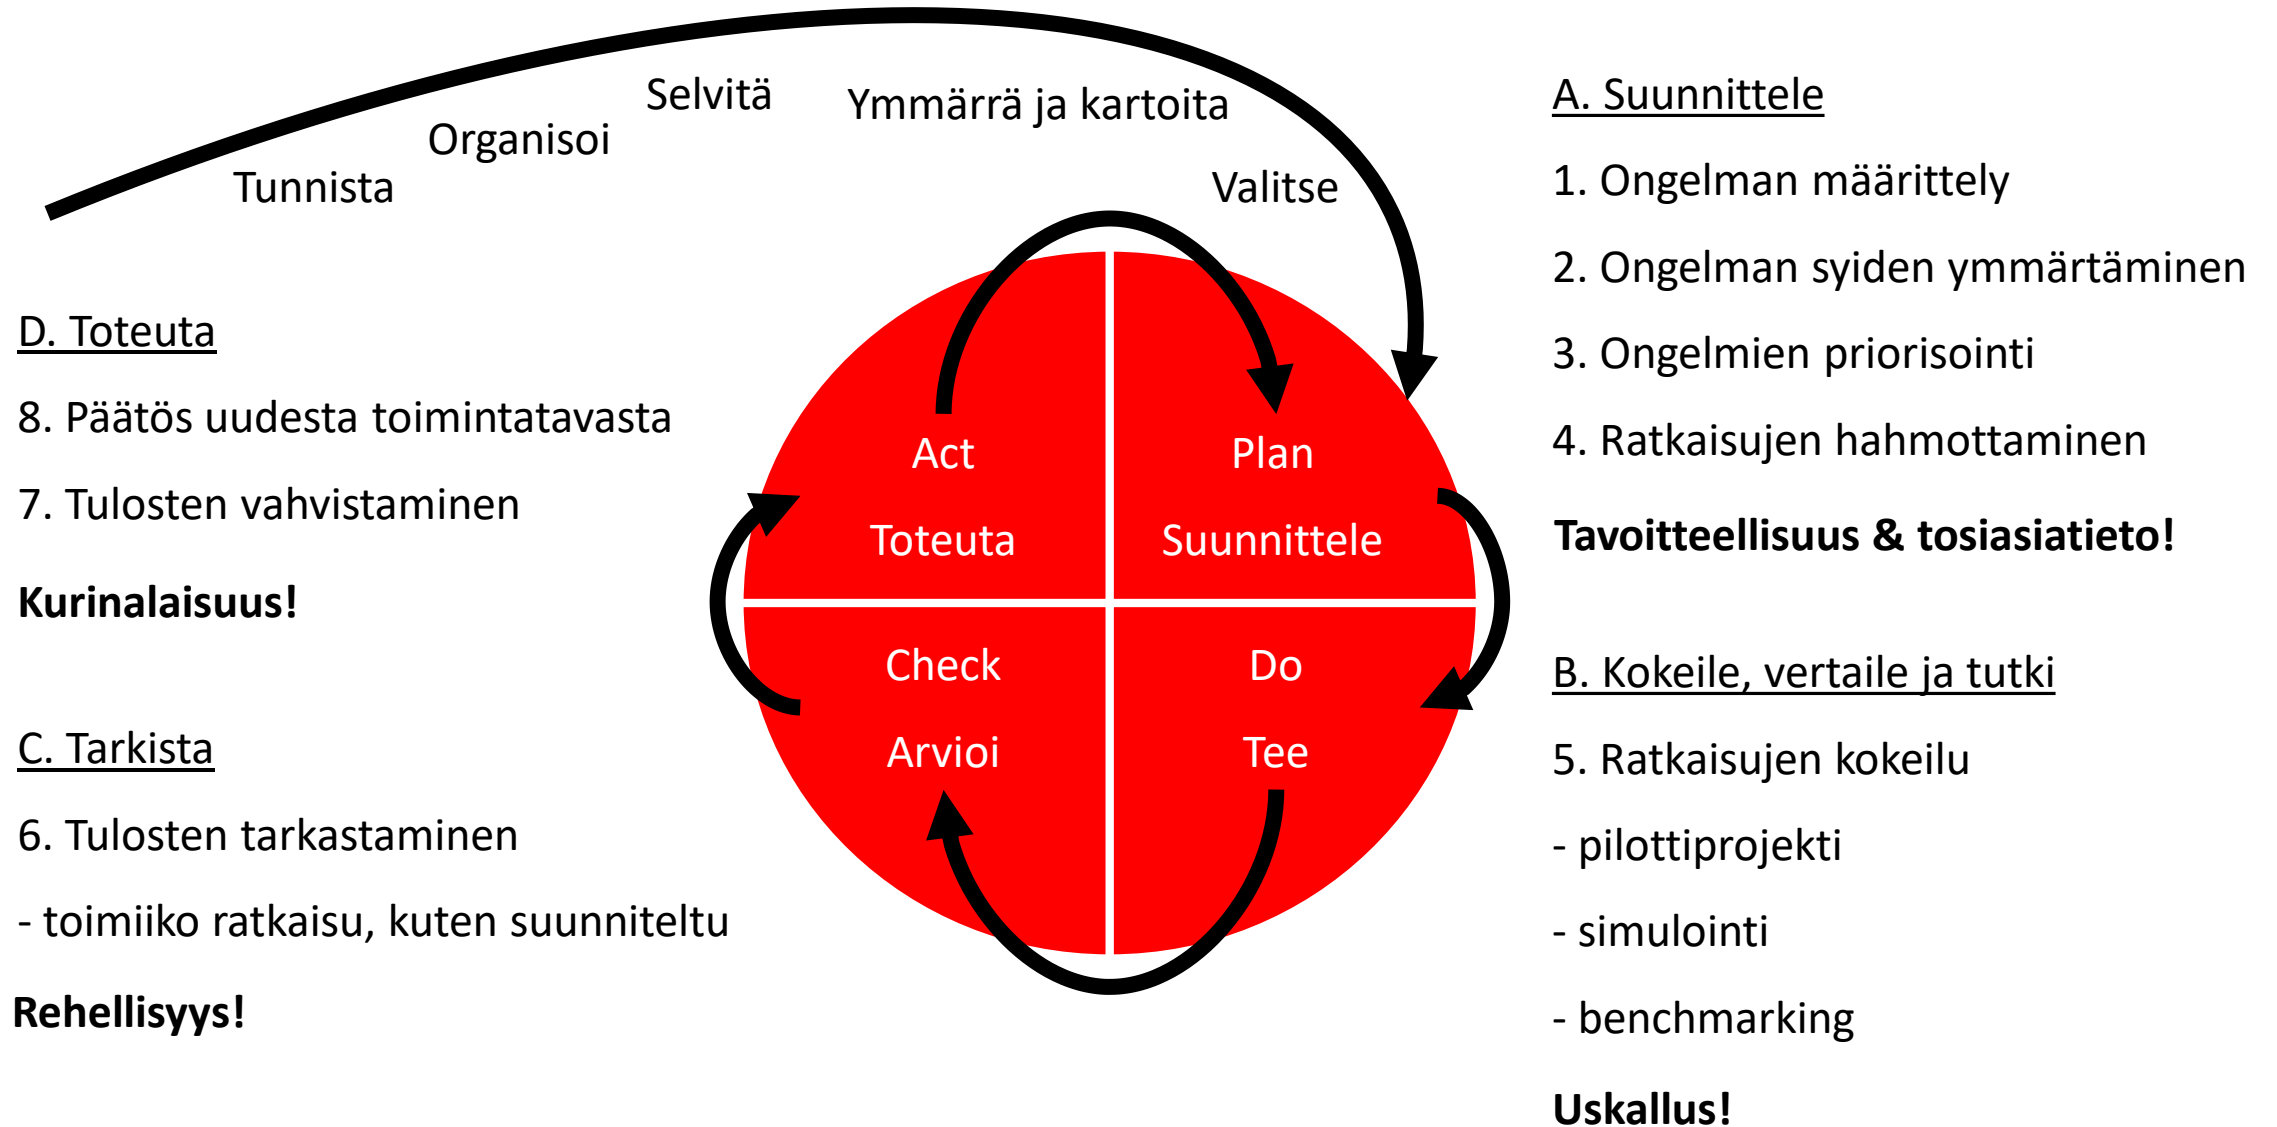 Tunnista
Organisoi
Selvitä
Ymmärrä ja kartoita
Valitse
A. Suunnittele
1. Ongelman määrittely
2. Ongelman syiden ymmärtäminen
3. Ongelmien priorisointi
4. Ratkaisujen hahmottaminen
Tavoitteellisuus & tosiasiatieto!
B. Kokeile, vertaile ja tutki
5. Ratkaisujen kokeilu
- pilottiprojekti
- simulointi
- benchmarking
Uskallus!
D. Toteuta
8. Päätös uudesta toimintatavasta
7. Tulosten vahvistaminen
Kurinalaisuus!
C. Tarkista
6. Tulosten tarkastaminen
- toimiiko ratkaisu, kuten suunniteltu
Rehellisyys!
Act
Toteuta
Plan
Suunnittele
Check
Arvioi
Do
Tee